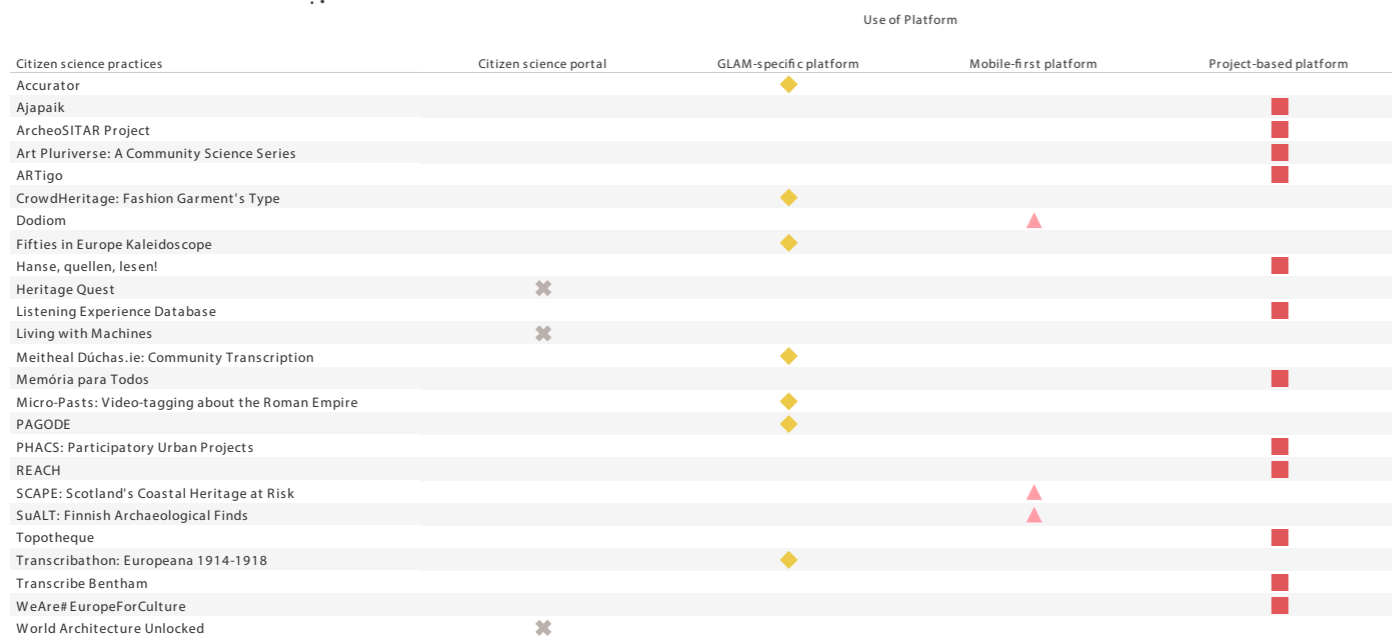 Use of Platform
Citizen science practices Citizen science portal GLAM-specific platform Mobile-first platform Project-based platform
Accurator
Ajapaik
ArcheoSITAR Project
Art Pluriverse: A Community Science Series
ARTigo
CrowdHeritage: Fashion Garment's Type
Dodiom
Fifties in Europe Kaleidoscope
Hanse, quellen, lesen!
Heritage Quest
Listening Experience Database
Living with Machines
Meitheal Dúchas.ie: Community Transcription
Memória para Todos
Micro-Pasts: Video-tagging about the Roman Empire
PAGODE
PHACS: Participatory Urban Projects
REACH
SCAPE: Scotland's Coastal Heritage at Risk
SuALT: Finnish Archaeological Finds
Topotheque
Transcribathon: Europeana 1914-1918
Transcribe Bentham
WeAre#EuropeForCulture
World Architecture Unlocked